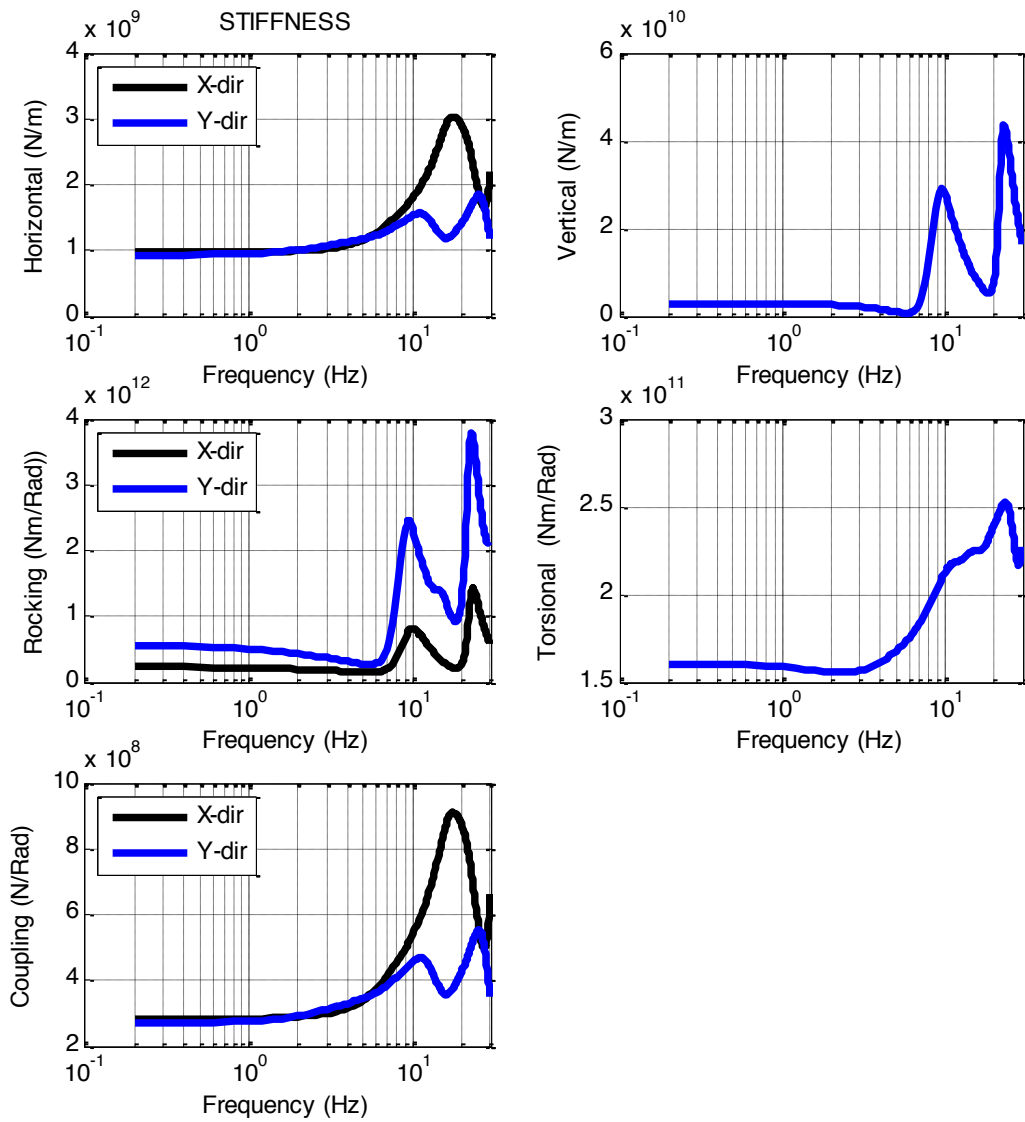 STIFFNESS
x 10^9
4
3
2
1
0
Horizontal (N/m)
X-dir
Y-dir
10^-1
10^0
10^1
Frequency (Hz)
x 10^10
6
4
2
0
Vertical (N/m)
10^-1
10^0
10^1
Frequency (Hz)
x 10^12
4
3
2
1
0
Rocking (Nm/Rad))
X-dir
Y-dir
10^-1
10^0
10^1
Frequency (Hz)
x 10^11
3
2.5
2
1.5
Torsional (Nm/Rad)
10^-1
10^0
10^1
Frequency (Hz)
x 10^8
10
8
6
4
2
Coupling (N/Rad)
X-dir
Y-dir
10^-1
10^0
10^1
Frequency (Hz)